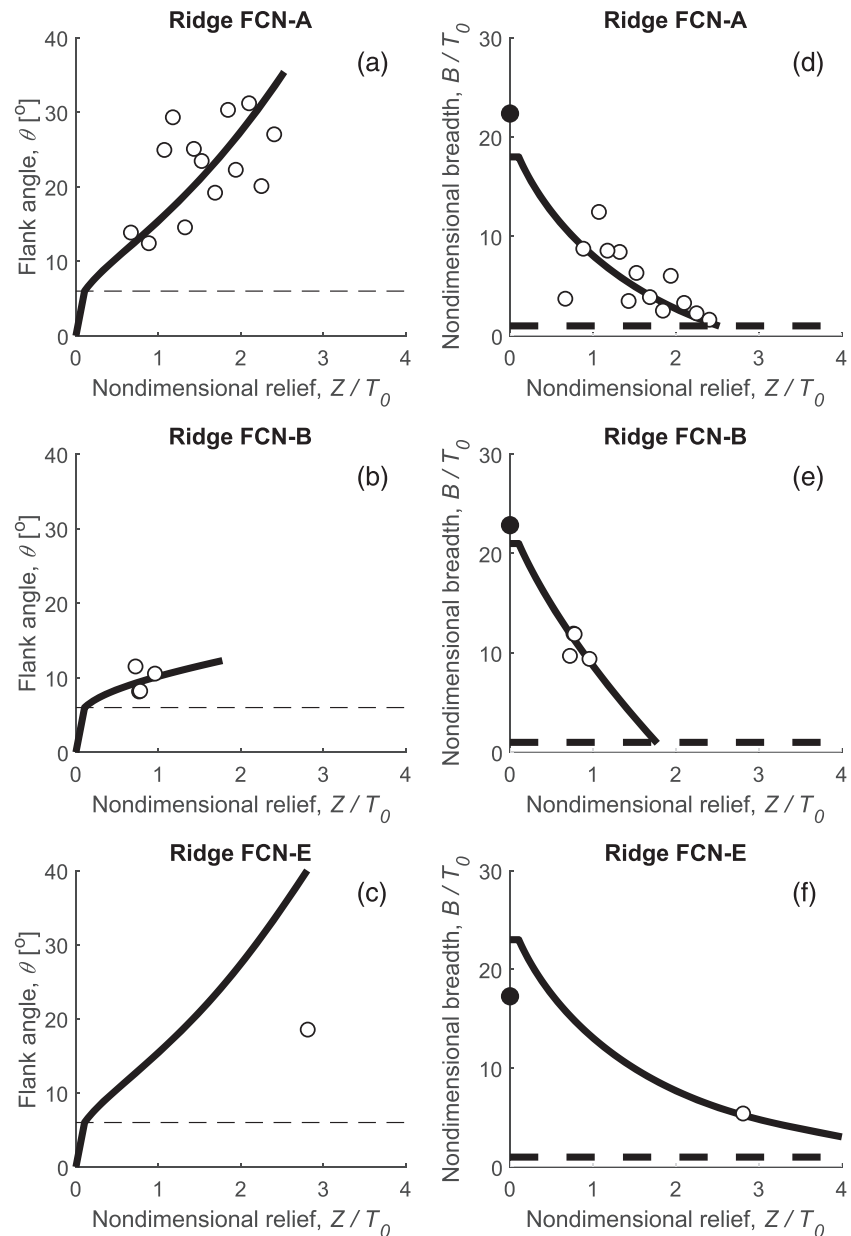 Ridge FCN-A
(a)
40
30
20
10
0
Flank angle, θ [o]
0 1 2 3 4
Nondimensional relief, Z / T0
Ridge FCN-A
(d)
30
20
10
0
Nondimensional breadth, B / T0
0 1 2 3 4
Nondimensional relief, Z / T0
Ridge FCN-B
(b)
40
30
20
10
0
Flank angle, θ [o]
0 1 2 3 4
Nondimensional relief, Z / T0
Ridge FCN-B
(e)
30
20
10
0
Nondimensional breadth, B / T0
0 1 2 3 4
Nondimensional relief, Z / T0
Ridge FCN-E
(c)
40
30
20
10
0
Flank angle, θ [o]
0 1 2 3 4
Nondimensional relief, Z / T0
Ridge FCN-E
(f)
30
20
10
0
Nondimensional breadth, B / T0
0 1 2 3 4
Nondimensional relief, Z / T0